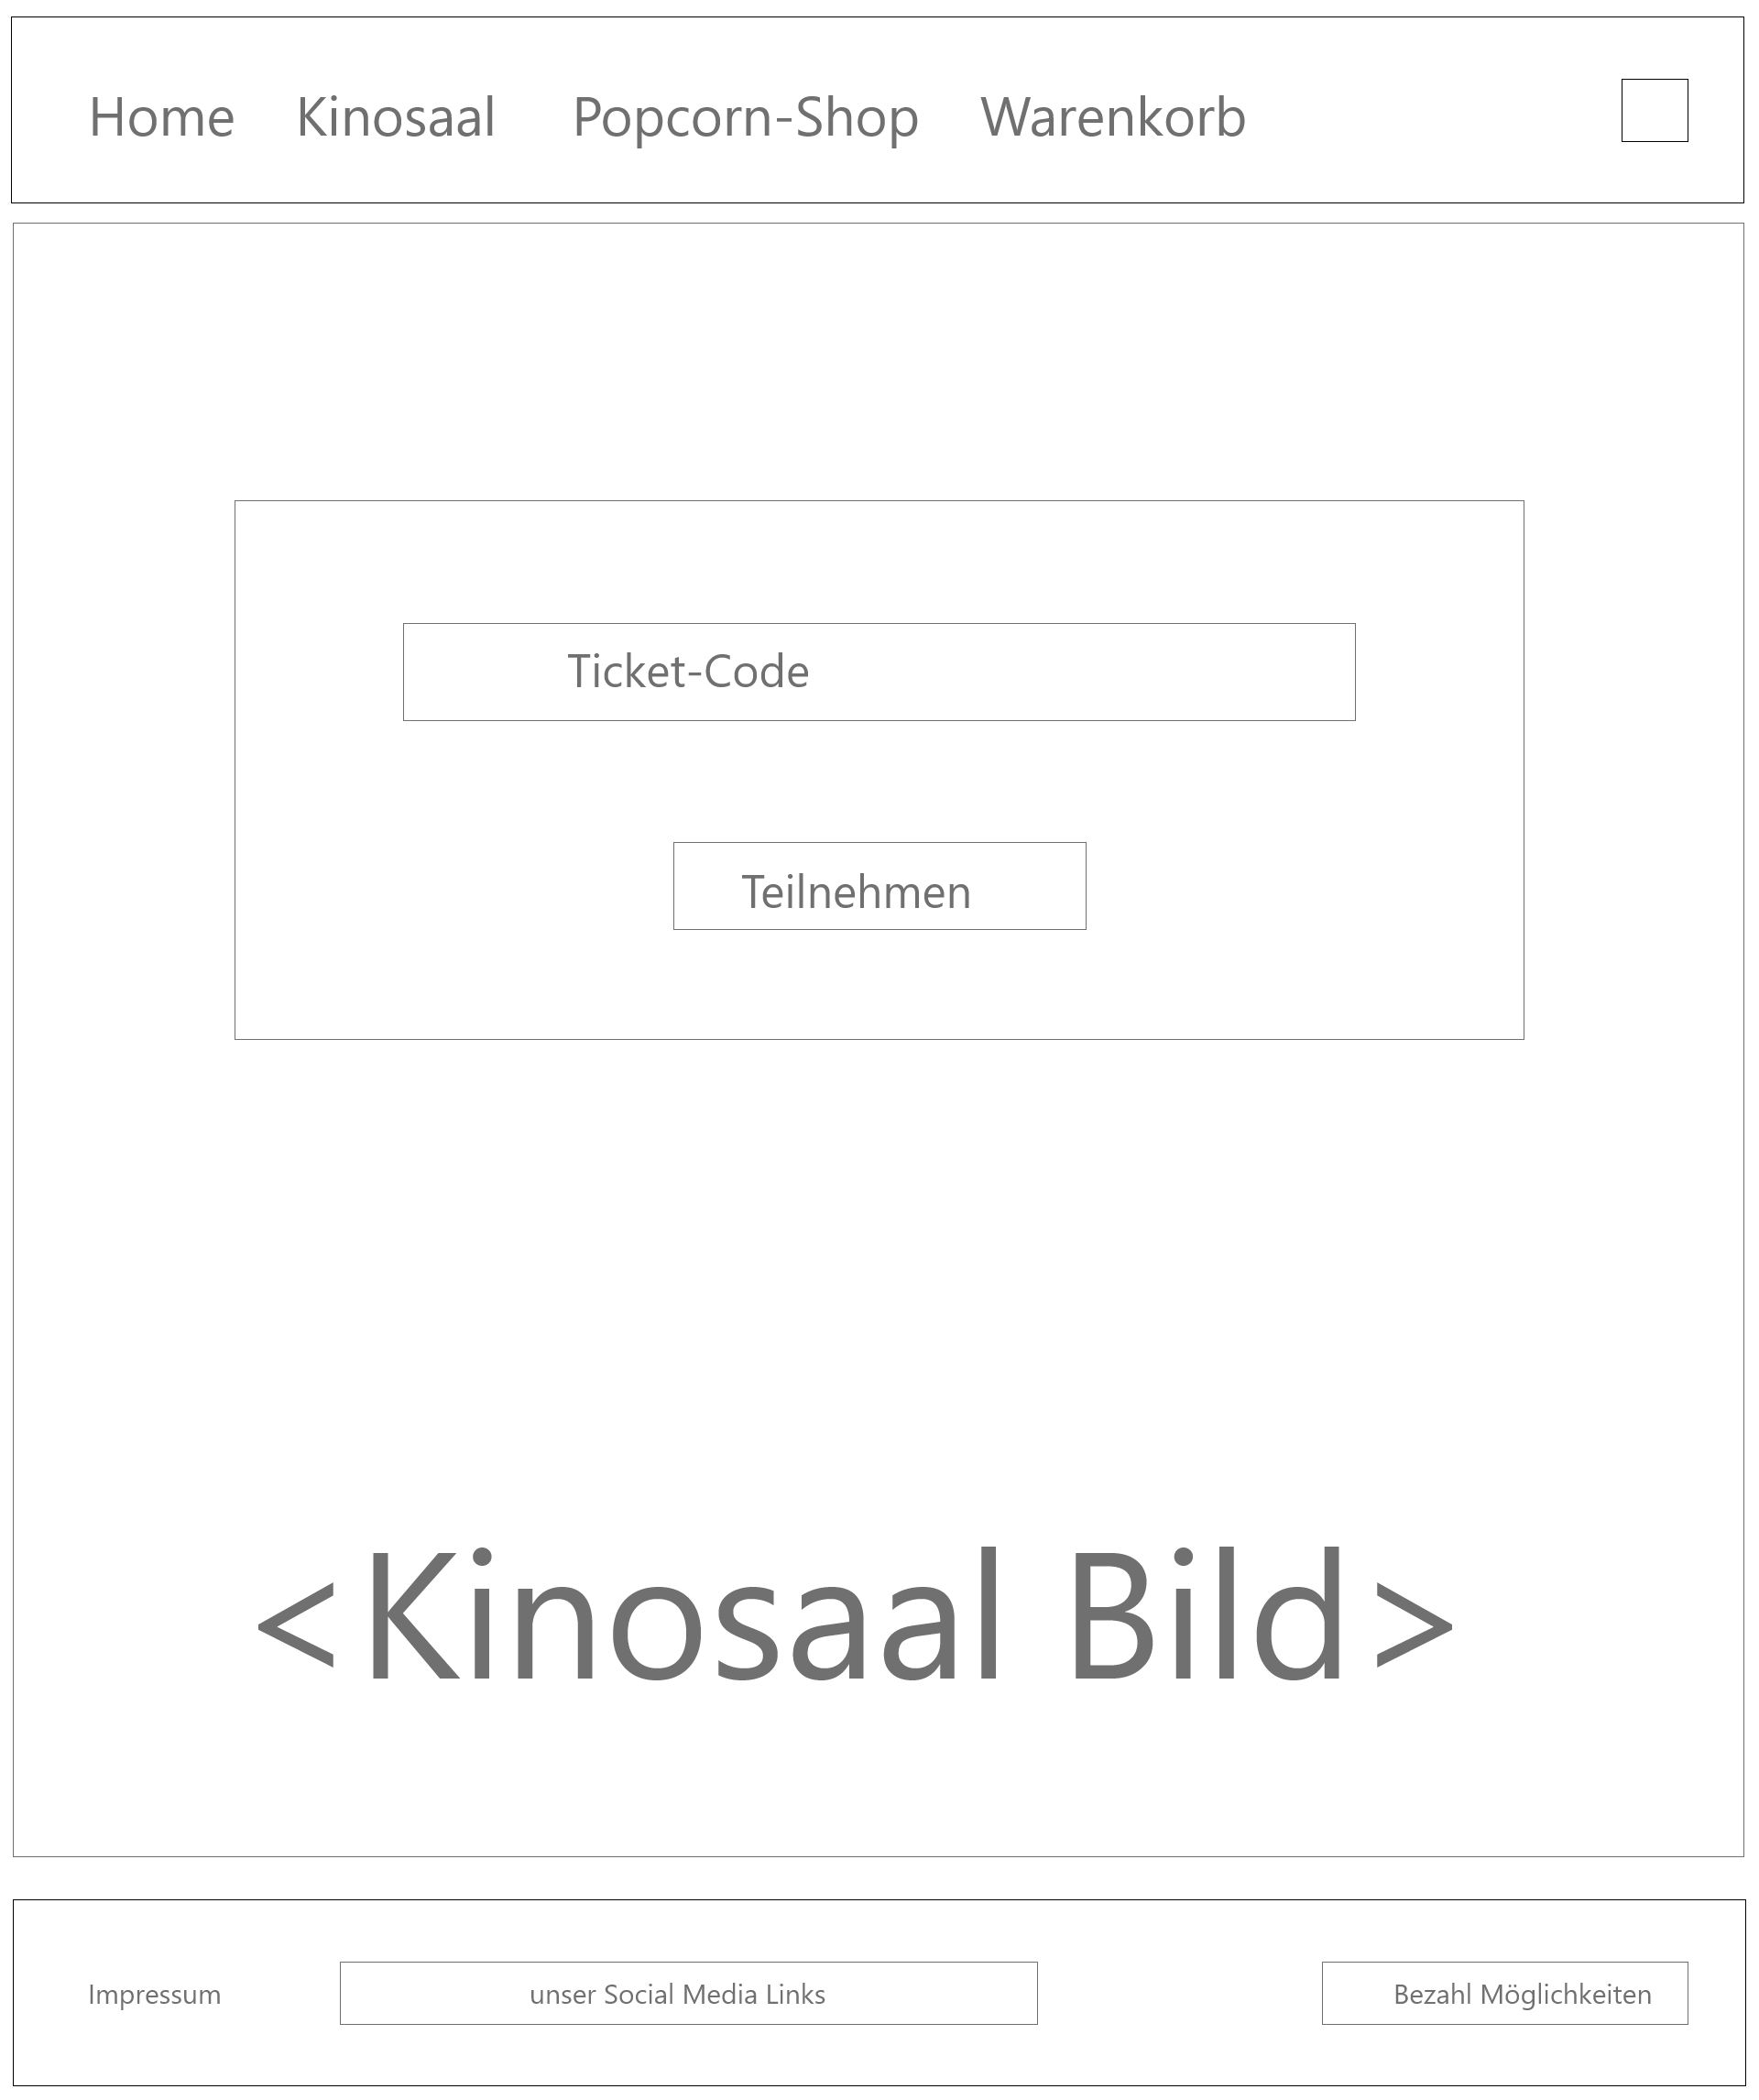 Home Kinosaal Popcorn-Shop Warenkorb
Ticket-Code
Teilnehmen
<Kinosaal Bild>
Impressum unser Social Media Links Bezahl Möglichkeiten